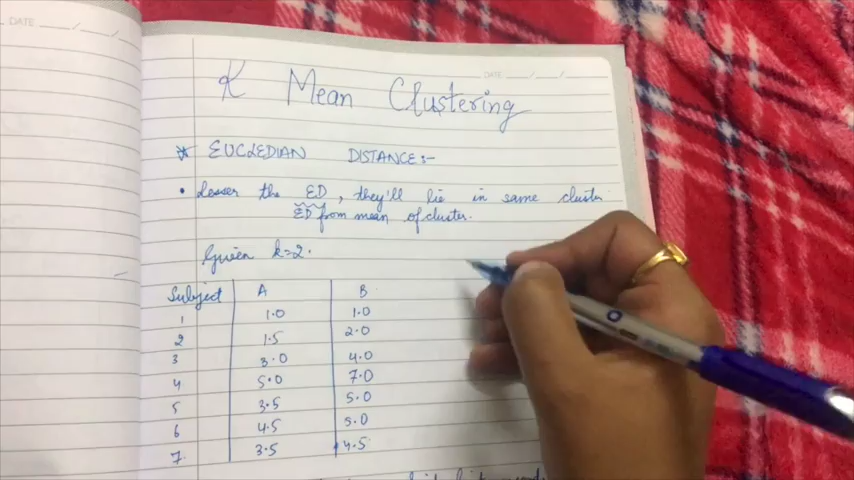 DATE
DATE
K Mean Clustering
* EUCLEDIAN DISTANCE:-
• Lesser the ED, they'll lie in same cluster
ED from mean of cluster.
Given k=2.
Subject A B
1 1.0 1.0
2 1.5 2.0
3 3.0 4.0
4 5.0 7.0
5 3.5 5.0
6 4.5 5.0
7. 3.5 4.5